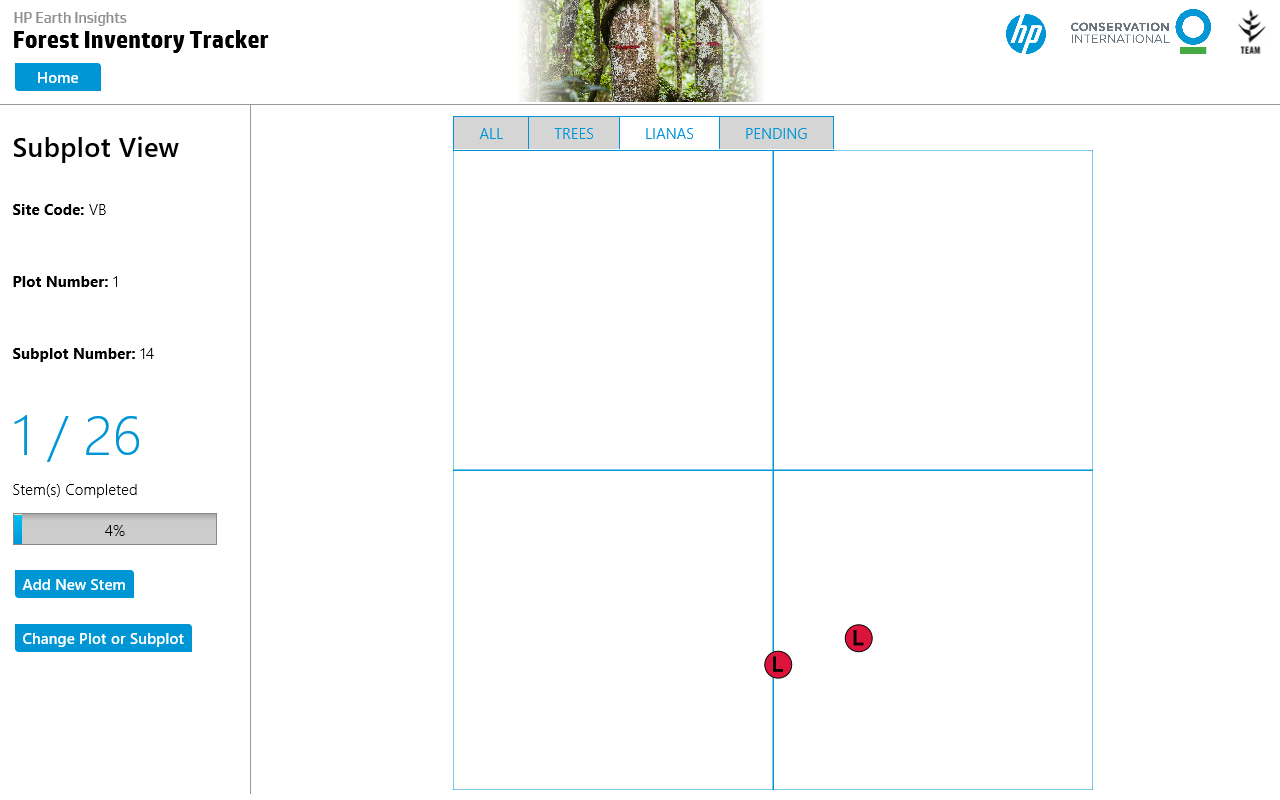 HP Earth Insights
Forest Inventory Tracker
Home
hp
CONSERVATION
INTERNATIONAL
TEAM
Subplot View
Site Code: VB
Plot Number: 1
Subplot Number: 14
1 / 26
Stem(s) Completed
4%
Add New Stem
Change Plot or Subplot
ALL TREES LIANAS PENDING
L
L